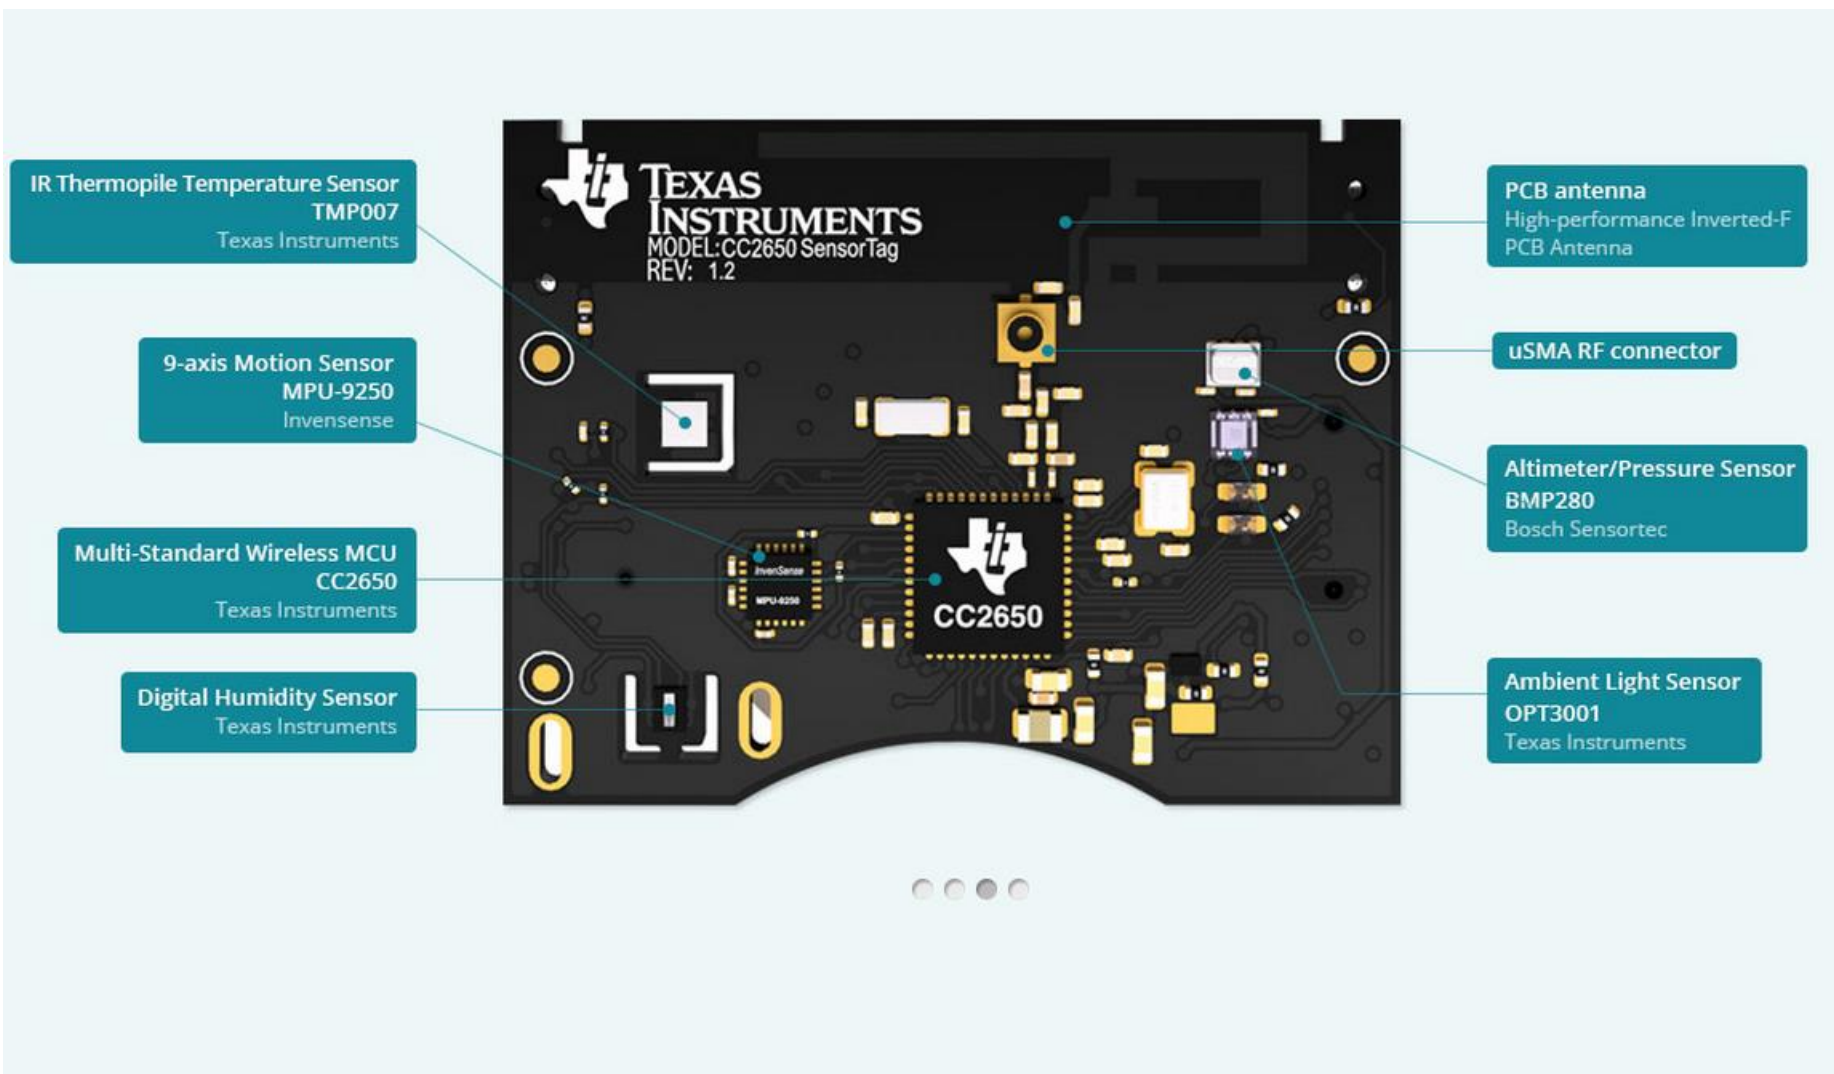 IR Thermopile Temperature Sensor
TMP007
Texas Instruments
9-axis Motion Sensor
MPU-9250
Invensense
Multi-Standard Wireless MCU
CC2650
Texas Instruments
Digital Humidity Sensor
Texas Instruments
TEXAS
INSTRUMENTS
MODEL:CC2650 SensorTag
REV: 1.2
InvenSense
MPU-9250
CC2650
PCB antenna
High-performance Inverted-F
PCB Antenna
uSMA RF connector
Altimeter/Pressure Sensor
BMP280
Bosch Sensortec
Ambient Light Sensor
OPT3001
Texas Instruments